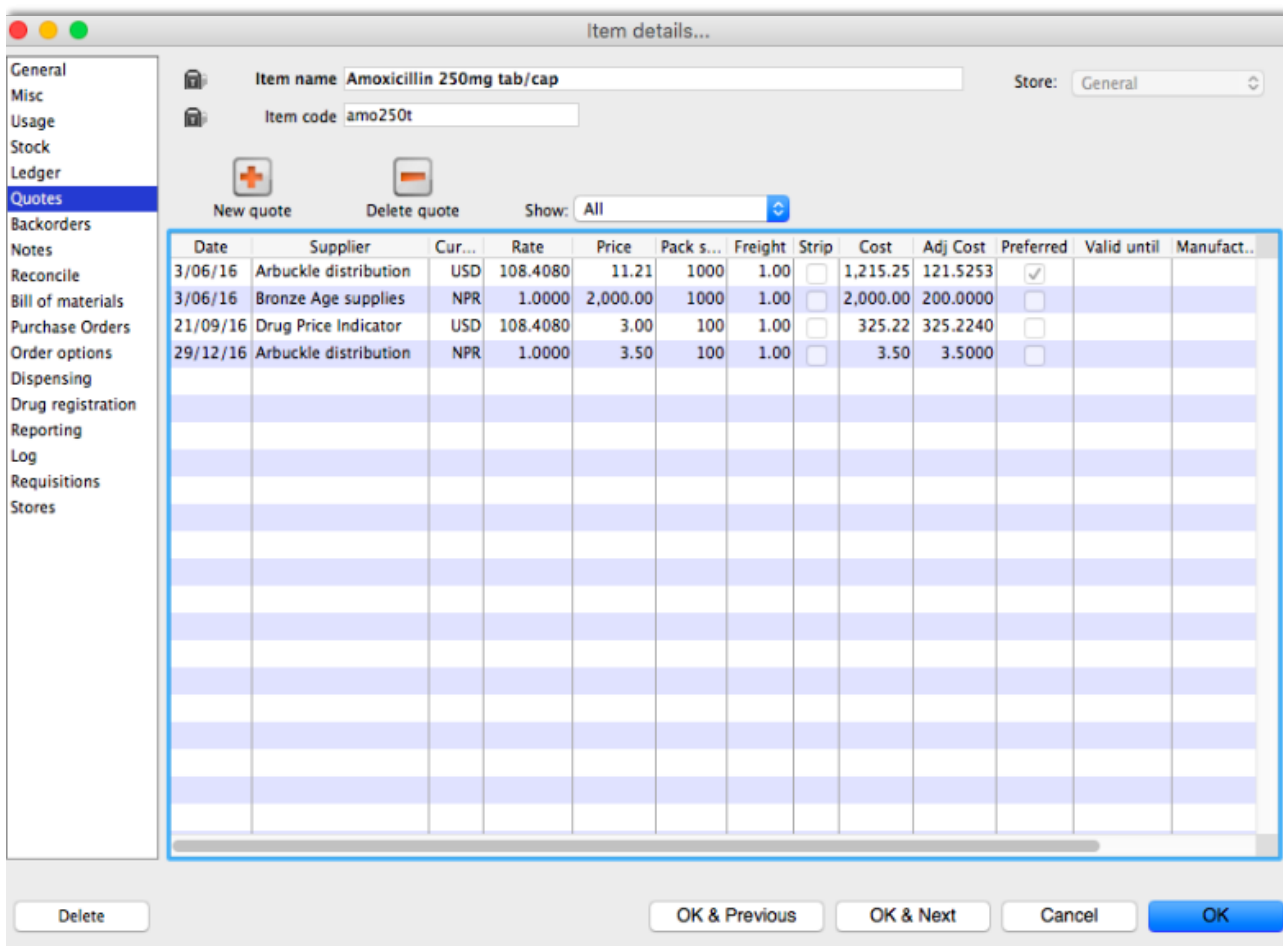 Item details...
General
Misc
Usage
Stock
Ledger
Quotes
Backorders
Notes
Reconcile
Bill of materials
Purchase Orders
Order options
Dispensing
Drug registration
Reporting
Log
Requisitions
Stores
Item name Amoxicillin 250mg tab/cap Store: General
Item code amo250t
New quote Delete quote Show: All
Date Supplier Cur... Rate Price Pack s... Freight Strip Cost Adj Cost Preferred Valid until Manufact...
3/06/16 Arbuckle distribution USD 108.4080 11.21 1000 1.00 1,215.25 121.5253
3/06/16 Bronze Age supplies NPR 1.0000 2,000.00 1000 1.00 2,000.00 200.0000
21/09/16 Drug Price Indicator USD 108.4080 3.00 100 1.00 325.22 325.2240
29/12/16 Arbuckle distribution NPR 1.0000 3.50 100 1.00 3.50 3.5000
Delete OK & Previous OK & Next Cancel OK